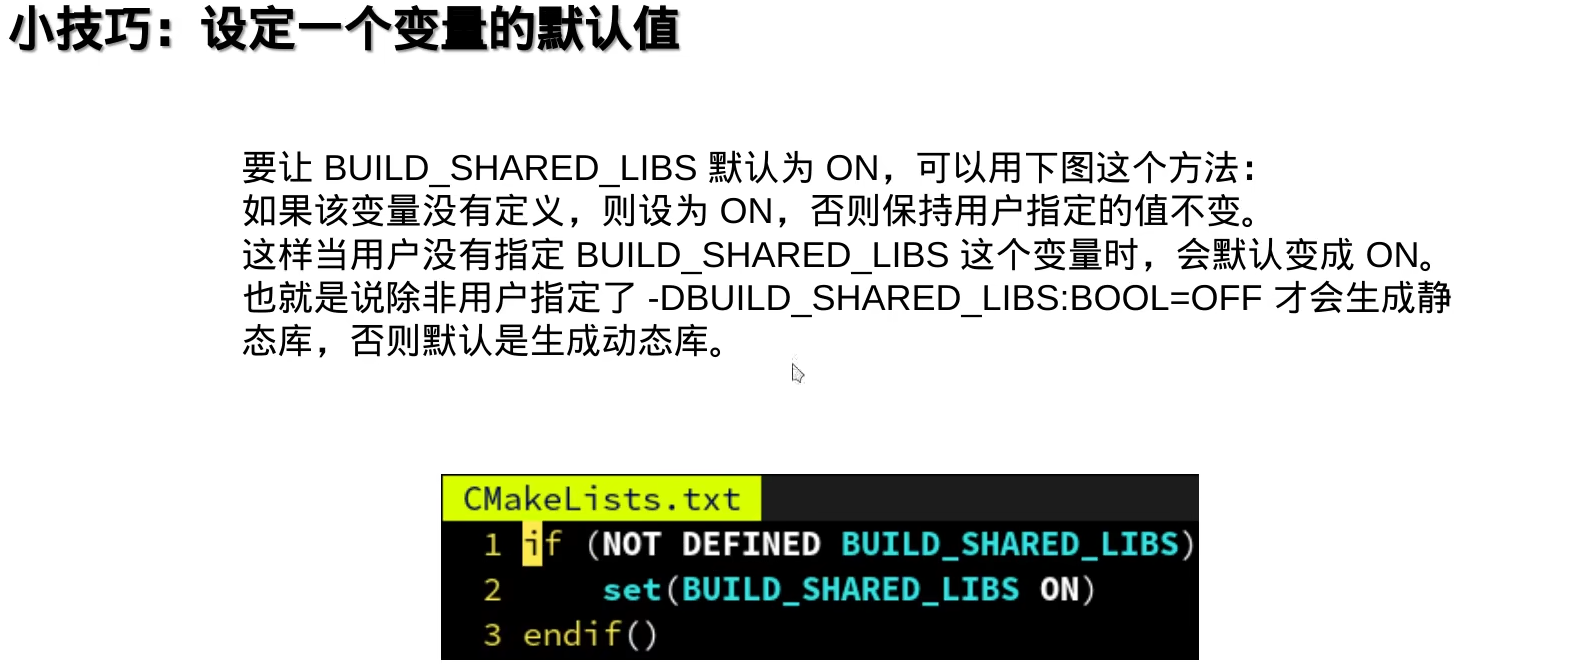 小技巧：设定一个变量的默认值
要让 BUILD_SHARED_LIBS 默认为 ON，可以用下图这个方法：
如果该变量没有定义，则设为 ON，否则保持用户指定的值不变。
这样当用户没有指定 BUILD_SHARED_LIBS 这个变量时，会默认变成 ON。
也就是说除非用户指定了 -DBUILD_SHARED_LIBS:BOOL=OFF 才会生成静
态库，否则默认是生成动态库。
CMakeLists.txt
1 if (NOT DEFINED BUILD_SHARED_LIBS)
2     set(BUILD_SHARED_LIBS ON)
3 endif()